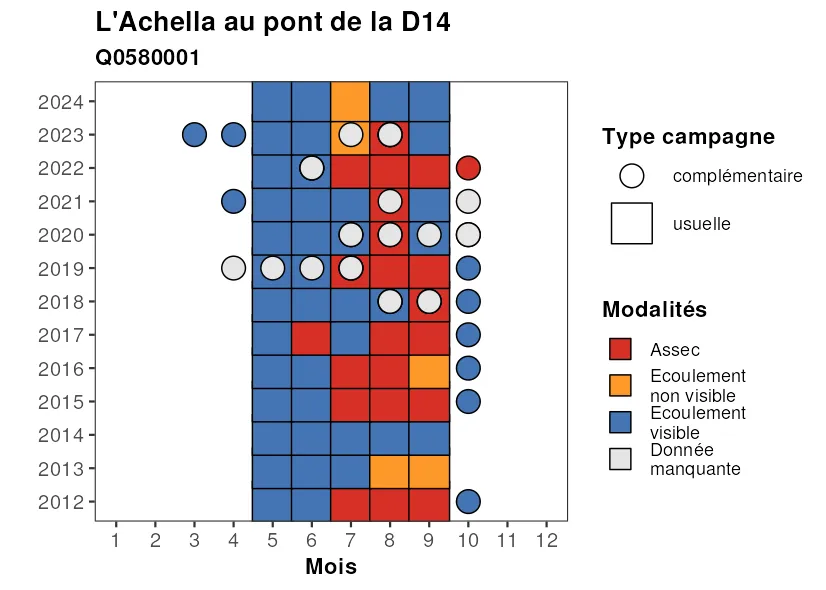 L'Achella au pont de la D14
Q0580001
2024
2023
2022
2021
2020
2019
2018
2017
2016
2015
2014
2013
2012
1 2 3 4 5 6 7 8 9 10 11 12
Mois
Type campagne
complémentaire
usuelle
Modalités
Assec
Ecoulement
non visible
Ecoulement
visible
Donnée
manquante